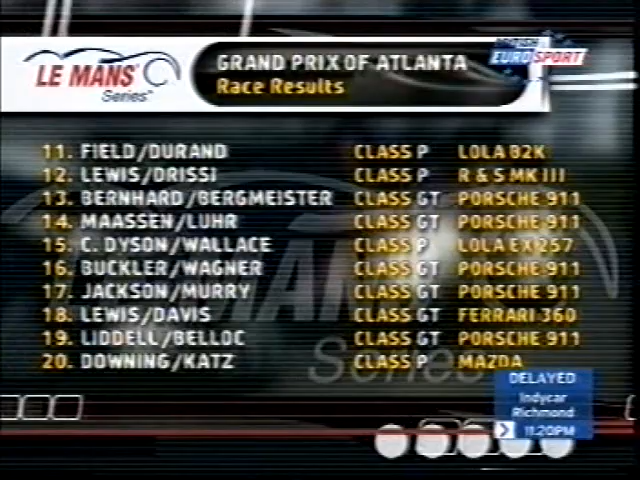 LE MANS
Series™
GRAND PRIX OF ATLANTA
Race Results
EUROSPORT
11. FIELD/DURAND CLASS P LOLA B2K
12. LEWIS/DRISSI CLASS P R & S MK III
13. BERNHARD/BERGMEISTER CLASS GT PORSCHE 911
14. MAASSEN/LUHR CLASS GT PORSCHE 911
15. C. DYSON/WALLACE CLASS P LOLA EX 257
16. BUCKLER/WAGNER CLASS GT PORSCHE 911
17. JACKSON/MURRY CLASS GT PORSCHE 911
18. LEWIS/DAVIS CLASS GT FERRARI 360
19. LIDDELL/BELLOC CLASS GT PORSCHE 911
20. DOWNING/KATZ CLASS P MAZDA
Series
DELAYED
Indycar
Richmond
11.20PM